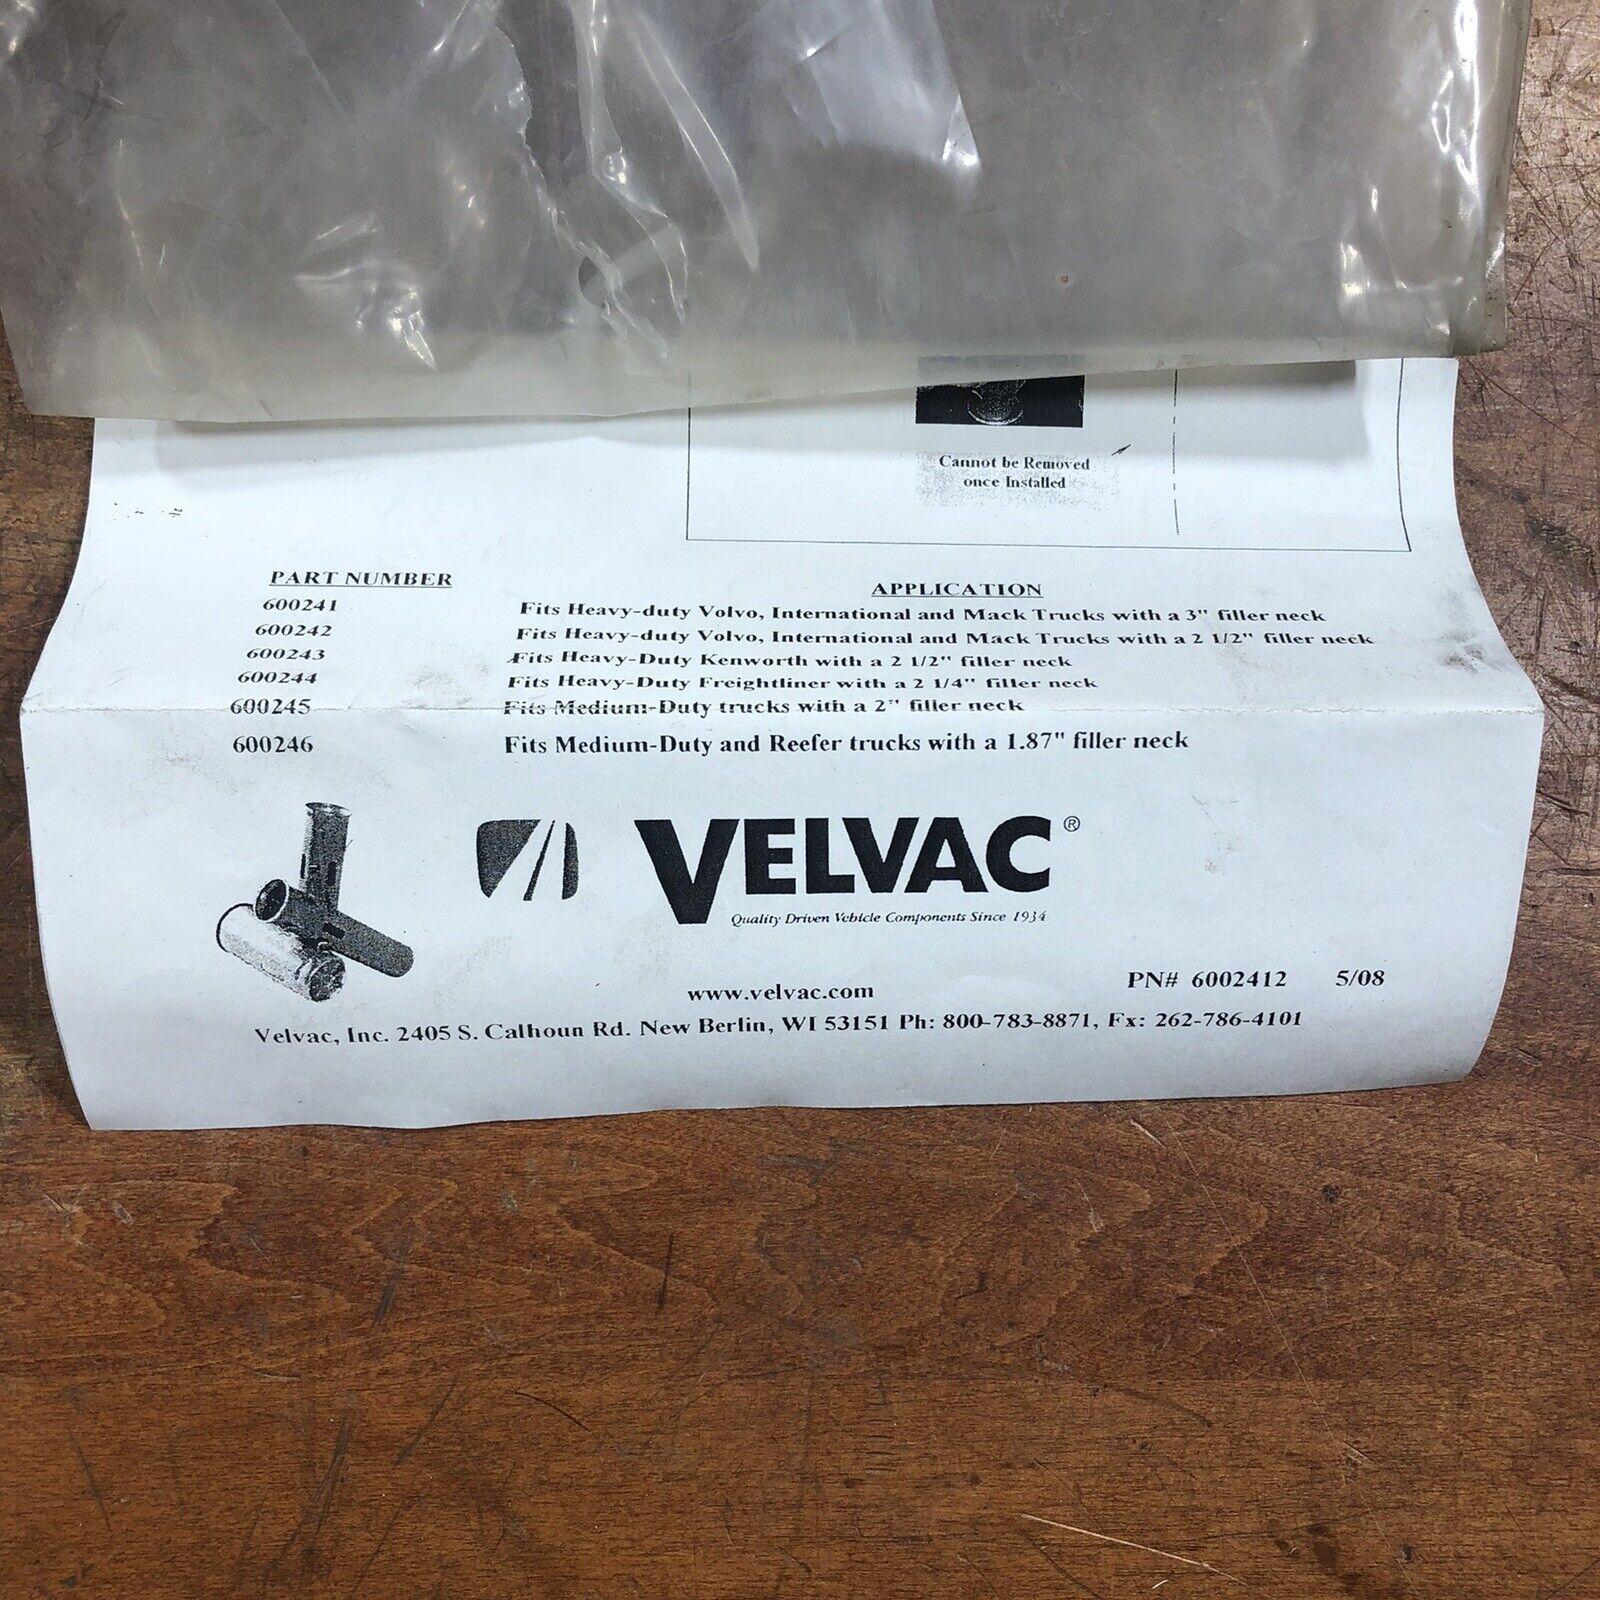 Cannot be Removed
once Installed
PART NUMBER APPLICATION
600241 Fits Heavy-duty Volvo, International and Mack Trucks with a 3" filler neck
600242 Fits Heavy-duty Volvo, International and Mack Trucks with a 2 1/2" filler neck
600243 Fits Heavy-Duty Kenworth with a 2 1/2" filler neck
600244 Fits Heavy-Duty Freightliner with a 2 1/4" filler neck
600245 Fits Medium-Duty trucks with a 2" filler neck
600246 Fits Medium-Duty and Reefer trucks with a 1.87" filler neck
VELVAC®
Quality Driven Vehicle Components Since 1934
www.velvac.com PN# 6002412 5/08
Velvac, Inc. 2405 S. Calhoun Rd. New Berlin, WI 53151 Ph: 800-783-8871, Fx: 262-786-4101